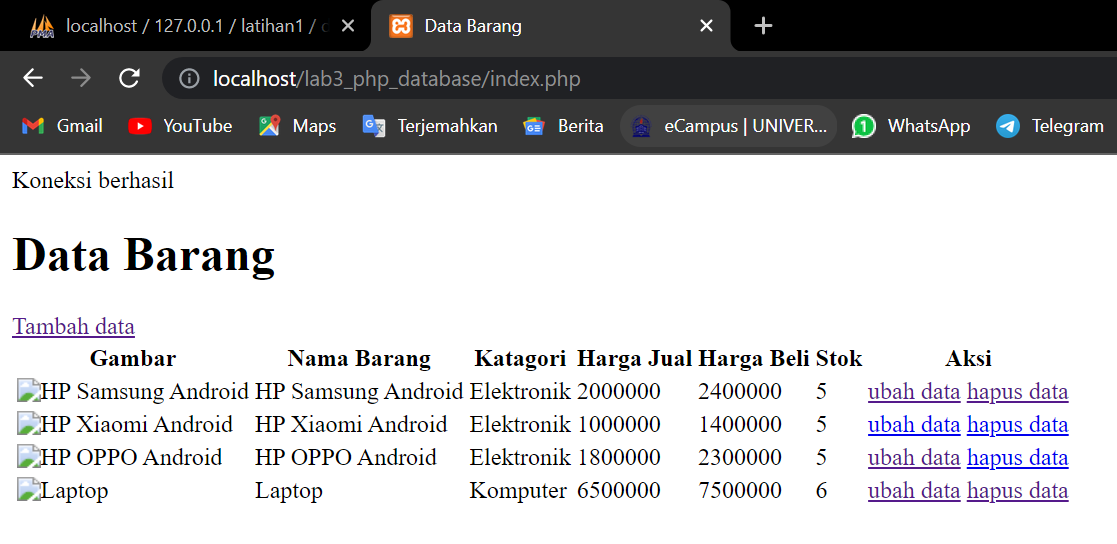 localhost / 127.0.0.1 / latihan1 /
Data Barang
localhost/lab3_php_database/index.php
Gmail YouTube Maps Terjemahkan Berita eCampus | UNIVER... WhatsApp Telegram
Koneksi berhasil
Data Barang
Tambah data
Gambar Nama Barang Katagori Harga Jual Harga Beli Stok Aksi
HP Samsung Android HP Samsung Android Elektronik 2000000 2400000 5 ubah data hapus data
HP Xiaomi Android HP Xiaomi Android Elektronik 1000000 1400000 5 ubah data hapus data
HP OPPO Android HP OPPO Android Elektronik 1800000 2300000 5 ubah data hapus data
Laptop Laptop Komputer 6500000 7500000 6 ubah data hapus data